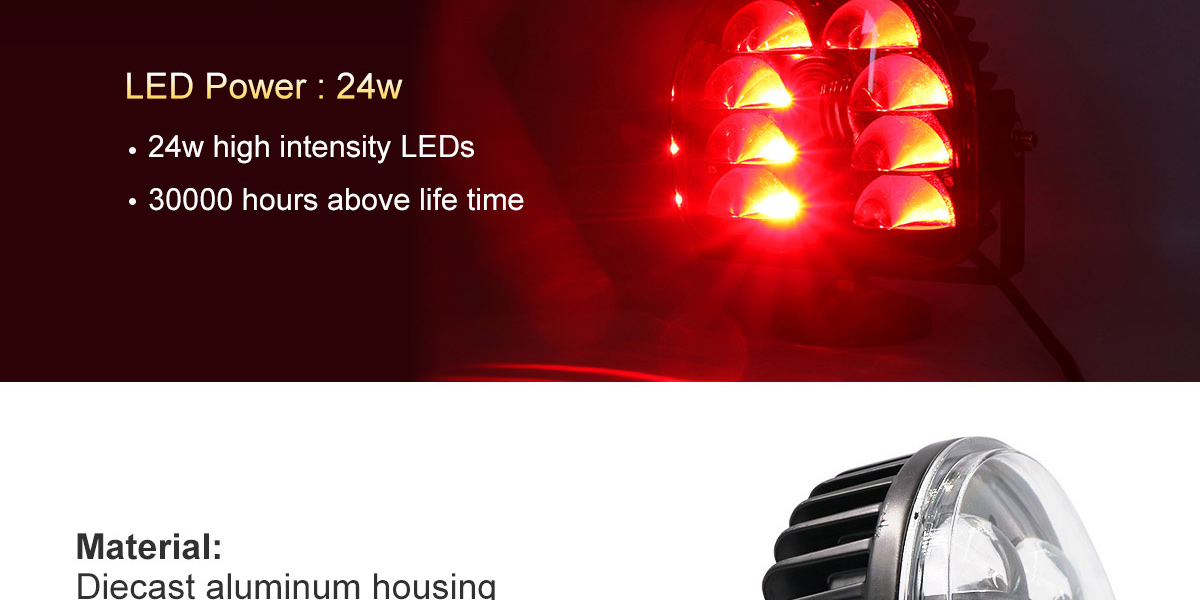 LED Power : 24w
• 24w high intensity LEDs
• 30000 hours above life time
Material:
Diecast aluminum housing